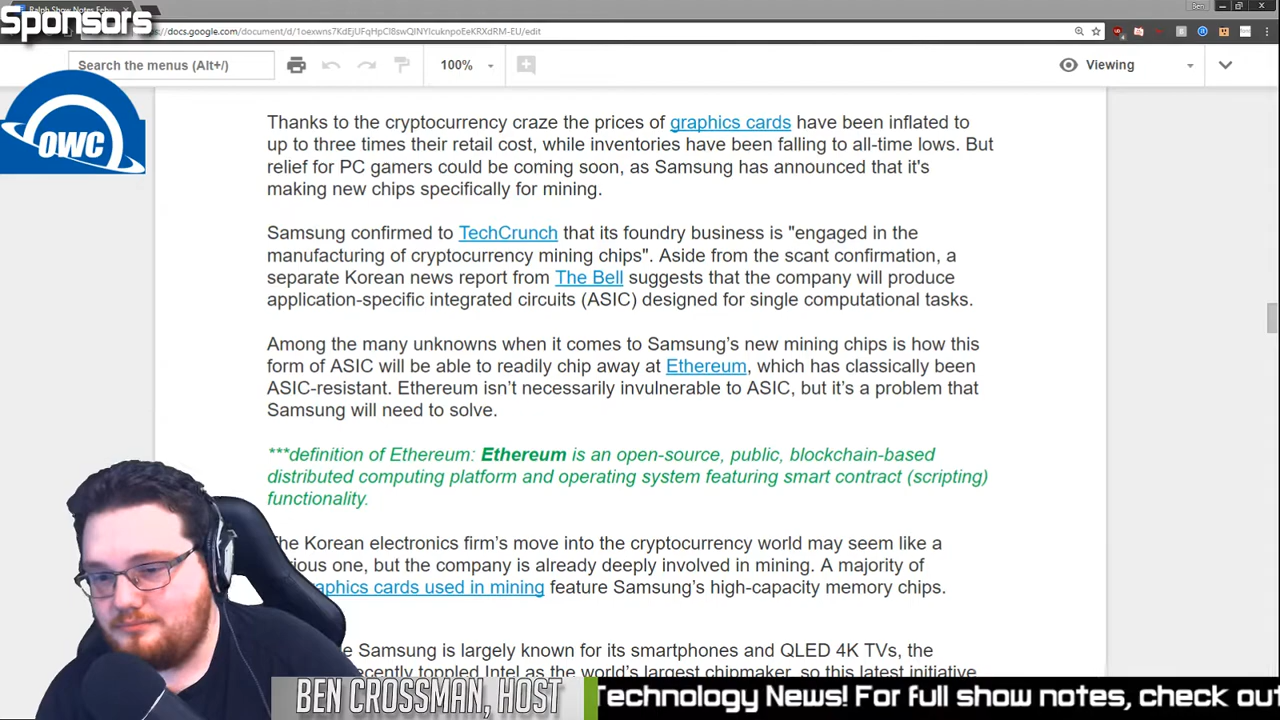 Ben
Sponsors
docs.google.com/document/d/1oexwns7KdEjUFqHpCl8swQINYlcuknpoEeKRXdRM-EU/edit
Search the menus (Alt+/)
100%
Viewing
OWC
Thanks to the cryptocurrency craze the prices of graphics cards have been inflated to
up to three times their retail cost, while inventories have been falling to all-time lows. But
relief for PC gamers could be coming soon, as Samsung has announced that it's
making new chips specifically for mining.
Samsung confirmed to TechCrunch that its foundry business is "engaged in the
manufacturing of cryptocurrency mining chips". Aside from the scant confirmation, a
separate Korean news report from The Bell suggests that the company will produce
application-specific integrated circuits (ASIC) designed for single computational tasks.
Among the many unknowns when it comes to Samsung’s new mining chips is how this
form of ASIC will be able to readily chip away at Ethereum, which has classically been
ASIC-resistant. Ethereum isn’t necessarily invulnerable to ASIC, but it’s a problem that
Samsung will need to solve.
***definition of Ethereum: Ethereum is an open-source, public, blockchain-based
distributed computing platform and operating system featuring smart contract (scripting)
functionality.
The Korean electronics firm’s move into the cryptocurrency world may seem like a
rious one, but the company is already deeply involved in mining. A majority of
graphics cards used in mining feature Samsung’s high-capacity memory chips.
e Samsung is largely known for its smartphones and QLED 4K TVs, the
ecently toppled Intel as the world’s largest chipmaker, so this latest initiative
BEN CROSSMAN, HOST
Technology News! For full show notes, check out